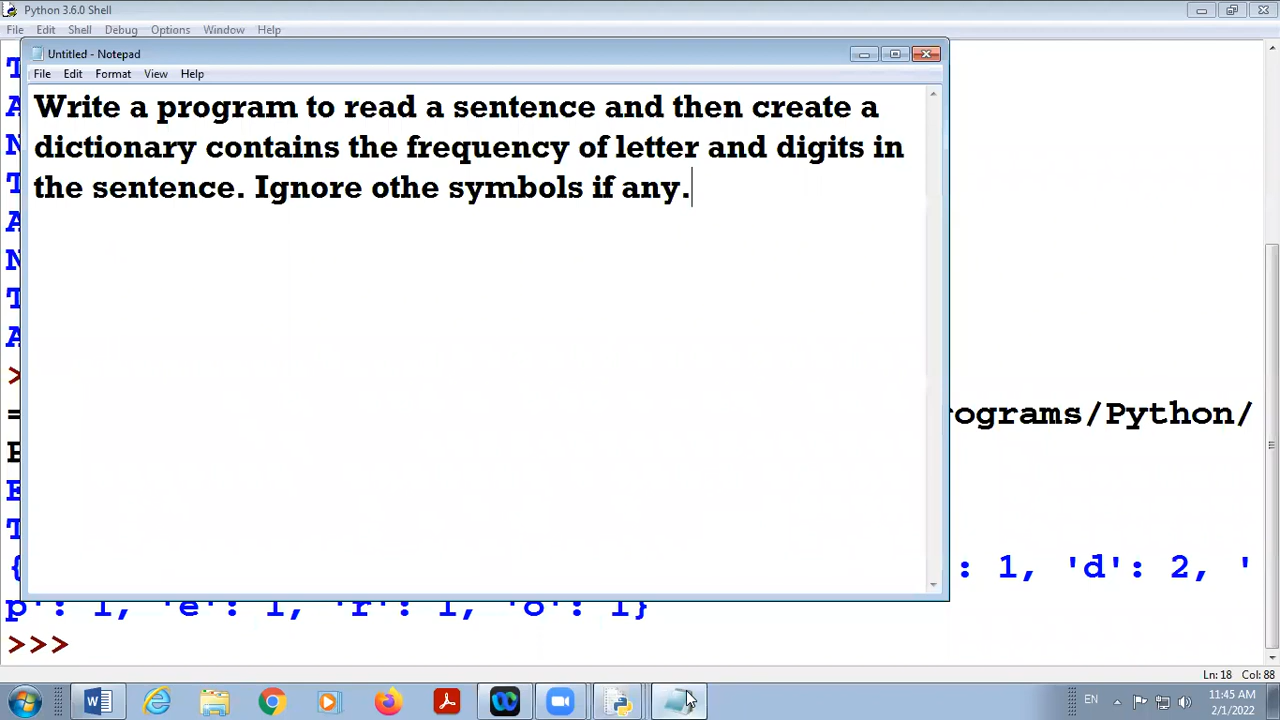 Python 3.6.0 Shell
File Edit Shell Debug Options Window Help
Untitled - Notepad
File Edit Format View Help
Write a program to read a sentence and then create a
dictionary contains the frequency of letter and digits in
the sentence. Ignore othe symbols if any.
T
A
N
T
A
N
T
A
>
= rograms/Python/
E
T
{ : 1, 'd': 2, '
p': 1, 'e': 1, 'r': 1, 'o': 1}
>>>
Ln: 18 Col: 88
EN
11:45 AM
2/1/2022